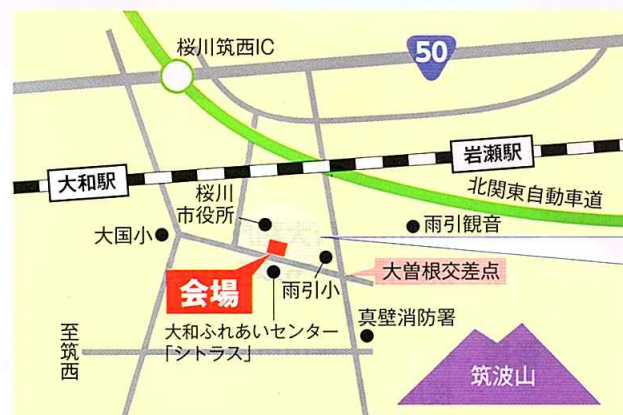 桜川筑西IC
50
大和駅
岩瀬駅
北関東自動車道
桜川
市役所
大国小
雨引観音
会場
雨引小
大曽根交差点
大和ふれあいセンター
「シトラス」
真壁消防署
至筑西
筑波山